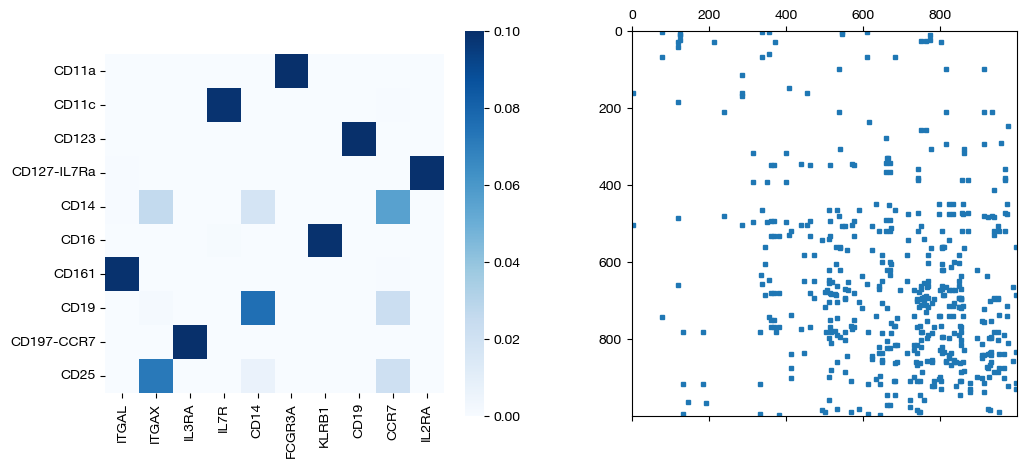 CD11a
CD11c
CD123
CD127-IL7Ra
CD14
CD16
CD161
CD19
CD197-CCR7
CD25
ITGAL
ITGAX
IL3RA
IL7R
CD14
FCGR3A
KLRB1
CD19
CCR7
IL2RA
0.10
0.08
0.06
0.04
0.02
0.00
0 200 400 600 800
0
200
400
600
800